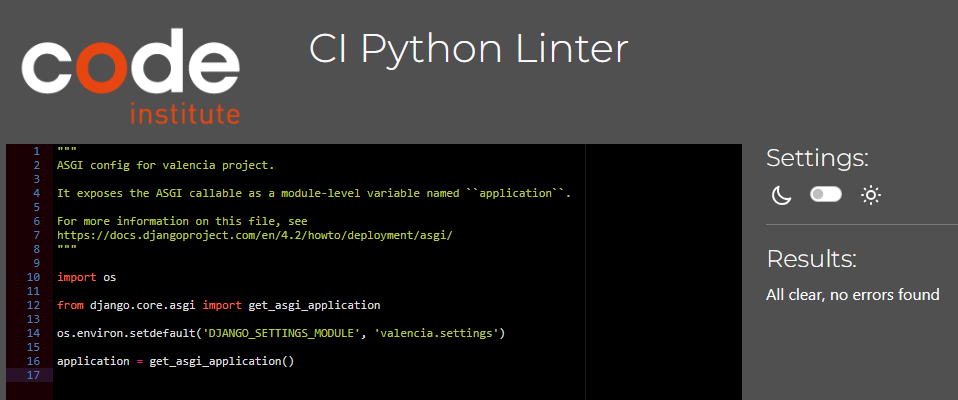 code
institute
CI Python Linter
1 """
2 ASGI config for valencia project.
3
4 It exposes the ASGI callable as a module-level variable named ``application``.
5
6 For more information on this file, see
7 https://docs.djangoproject.com/en/4.2/howto/deployment/asgi/
8 """
9
10 import os
11
12 from django.core.asgi import get_asgi_application
13
14 os.environ.setdefault('DJANGO_SETTINGS_MODULE', 'valencia.settings')
15
16 application = get_asgi_application()
17
Settings:
Results:
All clear, no errors found